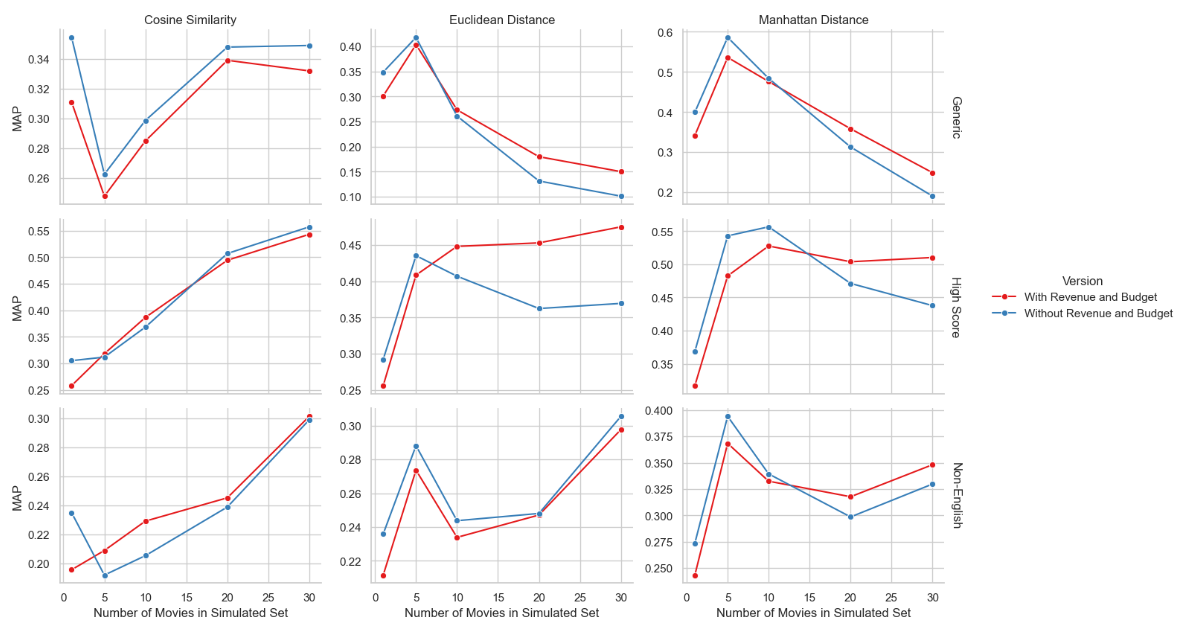 Cosine Similarity
Euclidean Distance
Manhattan Distance
MAP
0.34
0.32
0.30
0.28
0.26
0.40
0.35
0.30
0.25
0.20
0.15
0.10
0.6
0.5
0.4
0.3
0.2
Generic
MAP
0.55
0.50
0.45
0.40
0.35
0.30
0.25
0.45
0.40
0.35
0.30
0.25
0.55
0.50
0.45
0.40
0.35
High Score
Version
With Revenue and Budget
Without Revenue and Budget
MAP
0.30
0.28
0.26
0.24
0.22
0.20
0.30
0.28
0.26
0.24
0.22
0.400
0.375
0.350
0.325
0.300
0.275
0.250
Non-English
0 5 10 15 20 25 30
0 5 10 15 20 25 30
0 5 10 15 20 25 30
Number of Movies in Simulated Set
Number of Movies in Simulated Set
Number of Movies in Simulated Set